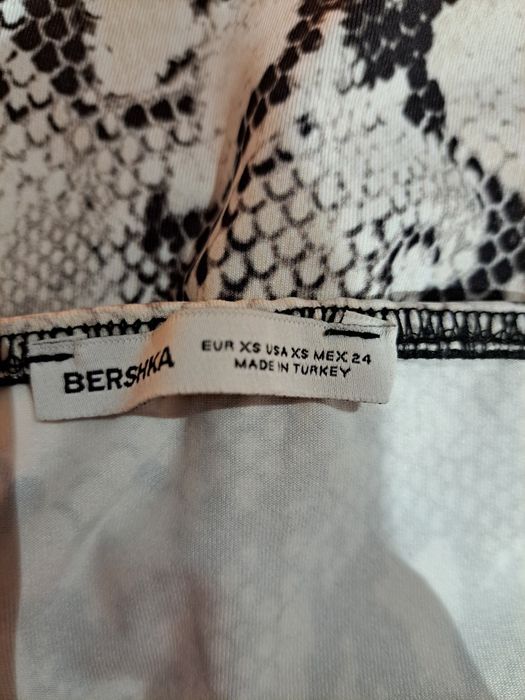 BERSHKA
EUR XS USA XS MEX 24
MADE IN TURKEY